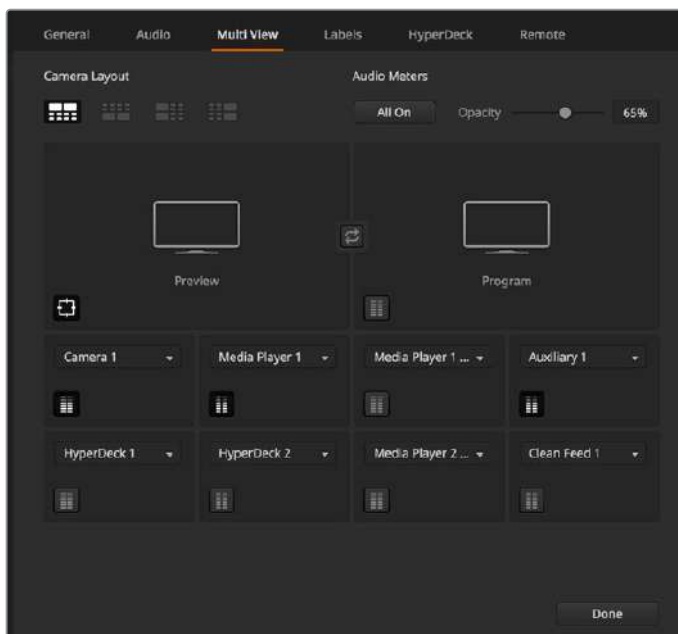 General Audio Multi View Labels HyperDeck Remote
Camera Layout Audio Meters
All On Opacity 65%
Preview Program
Camera 1 Media Player 1 Media Player 1 ... Auxiliary 1
HyperDeck 1 HyperDeck 2 Media Player 2 ... Clean Feed 1
Done